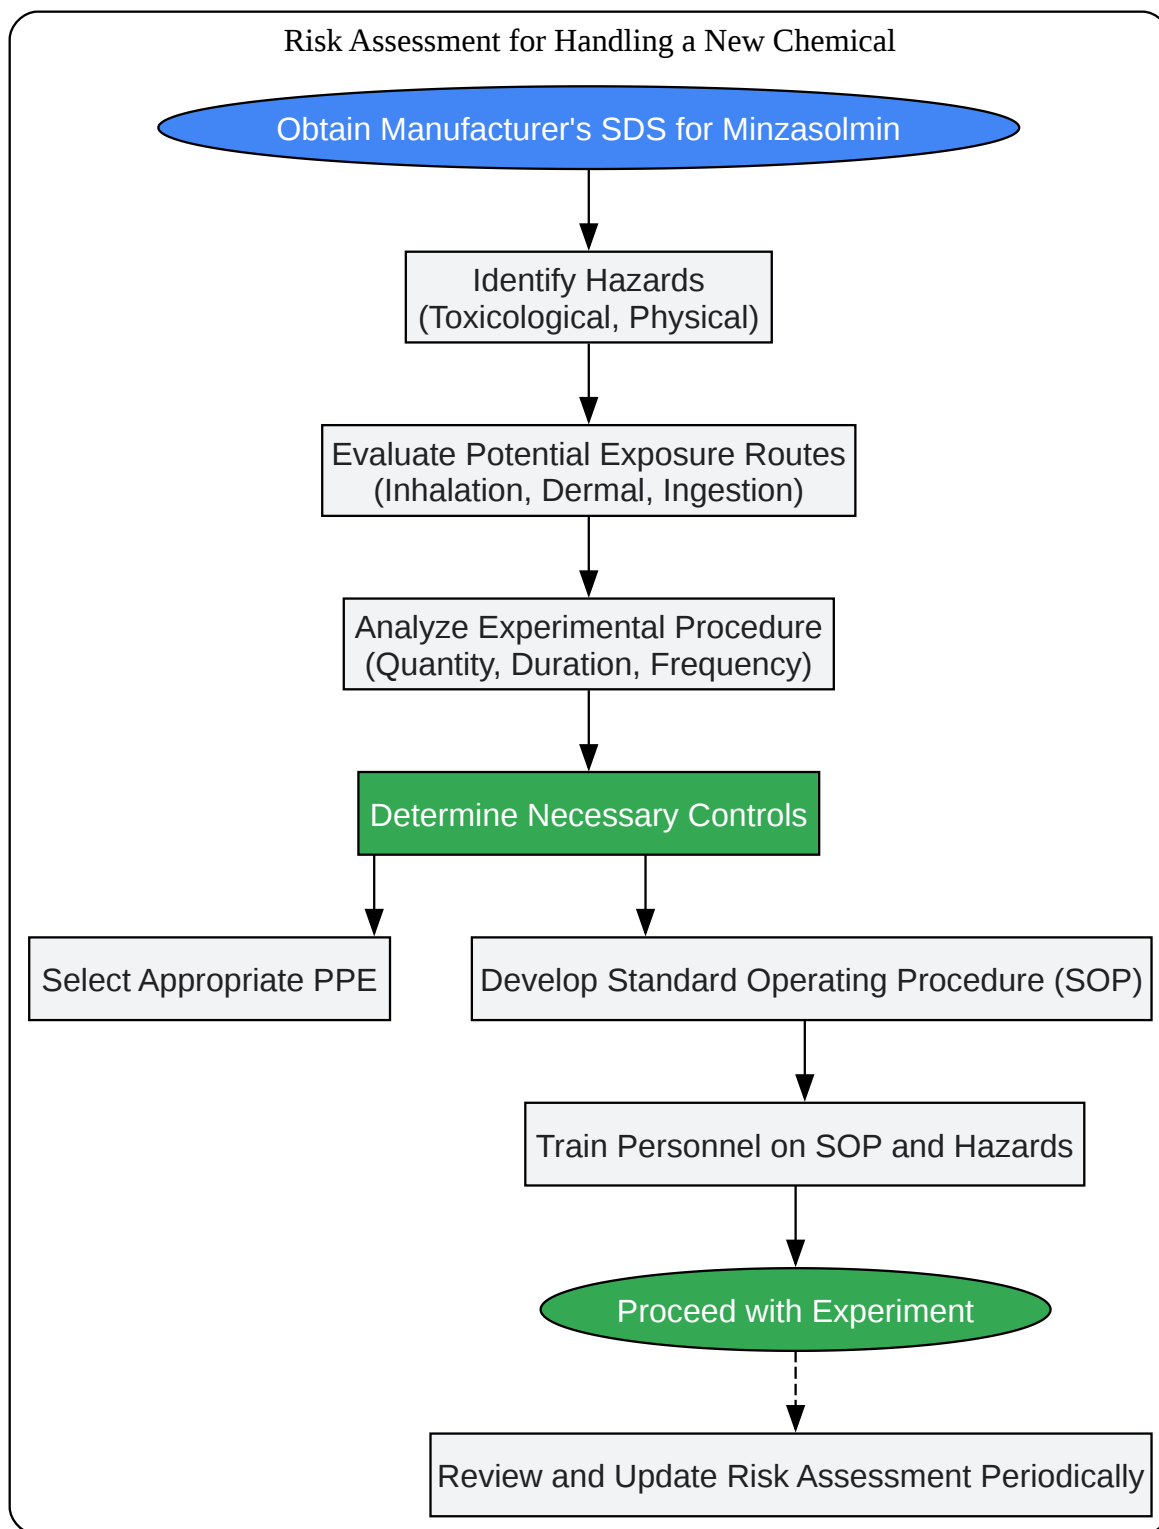 Risk Assessment for Handling a New Chemical
Obtain Manufacturer's SDS for Minzasolmin
Identify Hazards
(Toxicological, Physical)
Evaluate Potential Exposure Routes
(Inhalation, Dermal, Ingestion)
Analyze Experimental Procedure
(Quantity, Duration, Frequency)
Determine Necessary Controls
Select Appropriate PPE
Develop Standard Operating Procedure (SOP)
Train Personnel on SOP and Hazards
Proceed with Experiment
Review and Update Risk Assessment Periodically